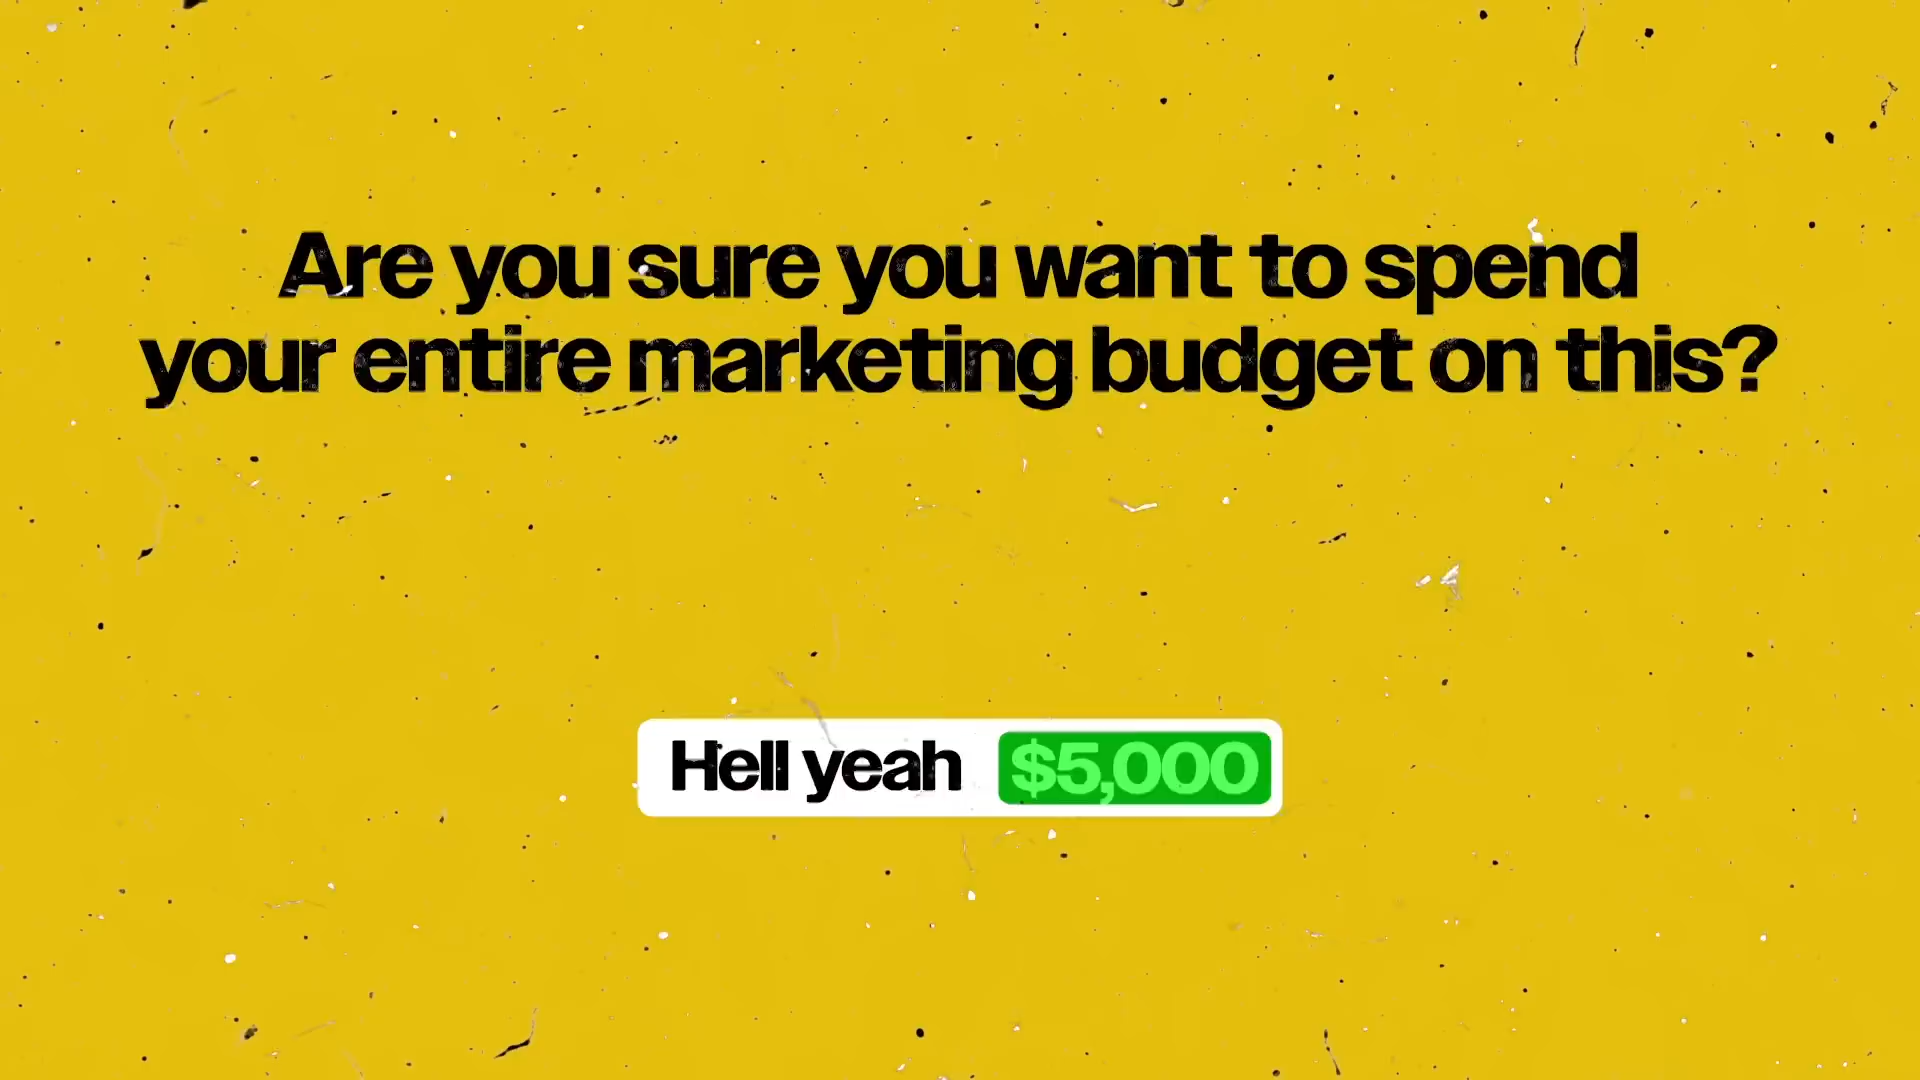 Are you sure you want to spend
your entire marketing budget on this?
Hell yeah $5,000